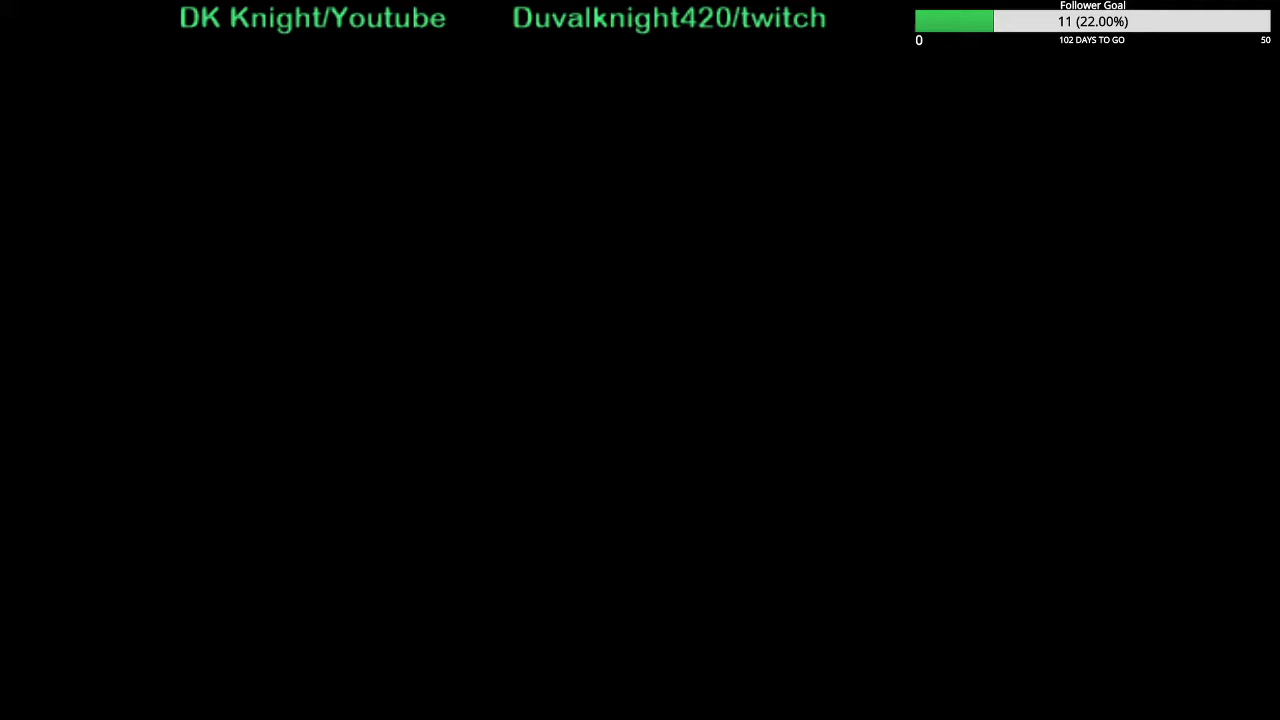 DK Knight/Youtube
Duvalknight420/twitch
Follower Goal
11 (22.00%)
0
102 DAYS TO GO
50